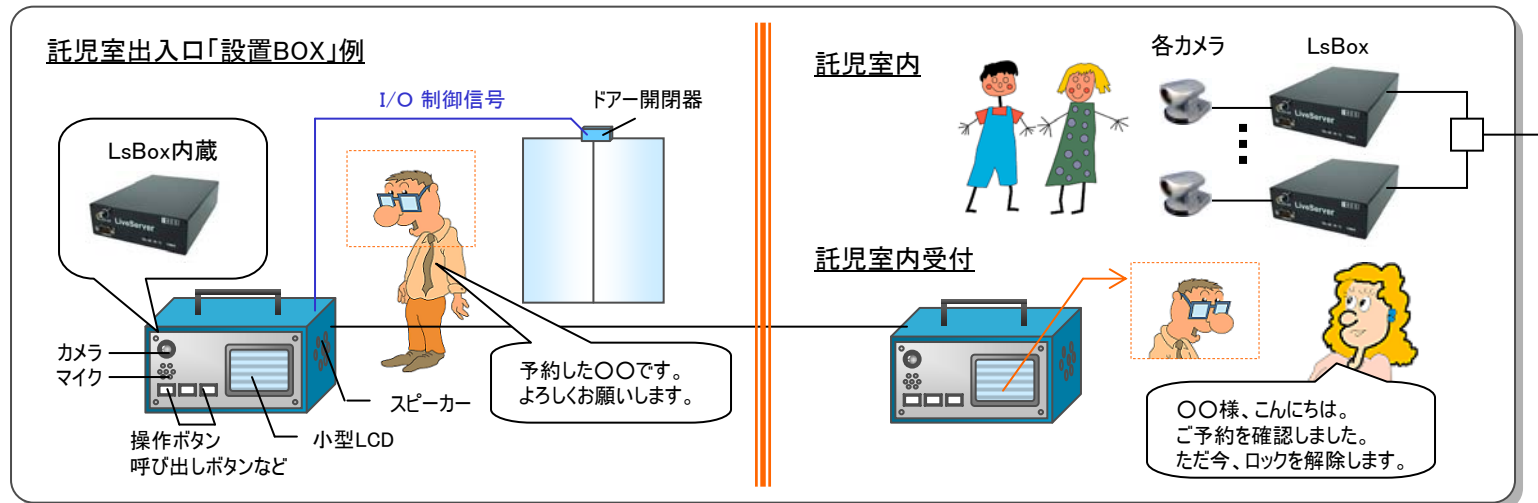 託児室出入口「設置BOX」例
I/O 制御信号
ドアー開閉器
LsBox内蔵
LiveServer
カメラ
マイク
操作ボタン
呼び出しボタンなど
小型LCD
スピーカー
予約した〇〇です。
よろしくお願いします。
託児室内
各カメラ
LsBox
LiveServer
LiveServer
託児室内受付
〇〇様、こんにちは。
ご予約を確認しました。
ただ今、ロックを解除します。